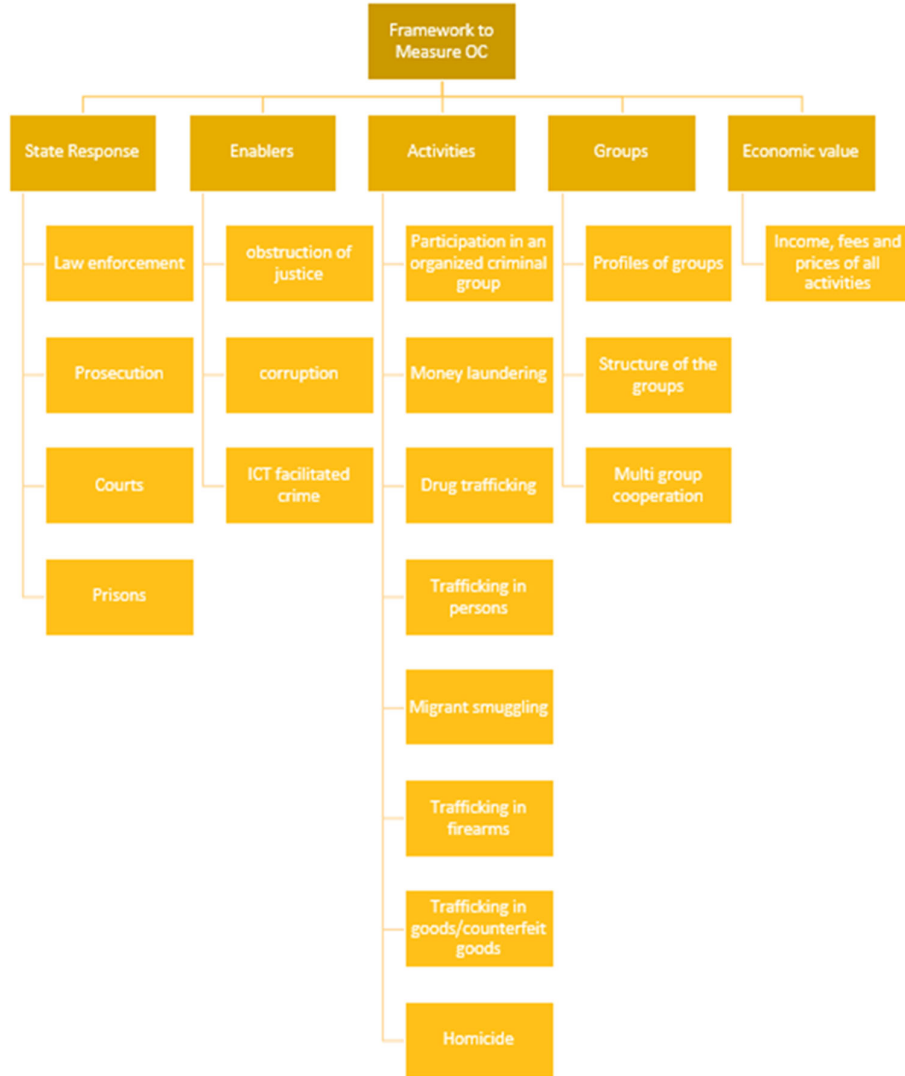 Framework to
Measure OC
State Response
Enablers
Activities
Groups
Economic value
Law enforcement
obstruction of
justice
Participation in an
organized criminal
group
Profiles of groups
Income, fees and
prices of all
activities
Prosecution
corruption
Money laundering
Structure of the
groups
Courts
ICT facilitated
crime
Drug trafficking
Multi group
cooperation
Prisons
Trafficking in
persons
Migrant smuggling
Trafficking in
firearms
Trafficking in
goods/counterfeit
goods
Homicide